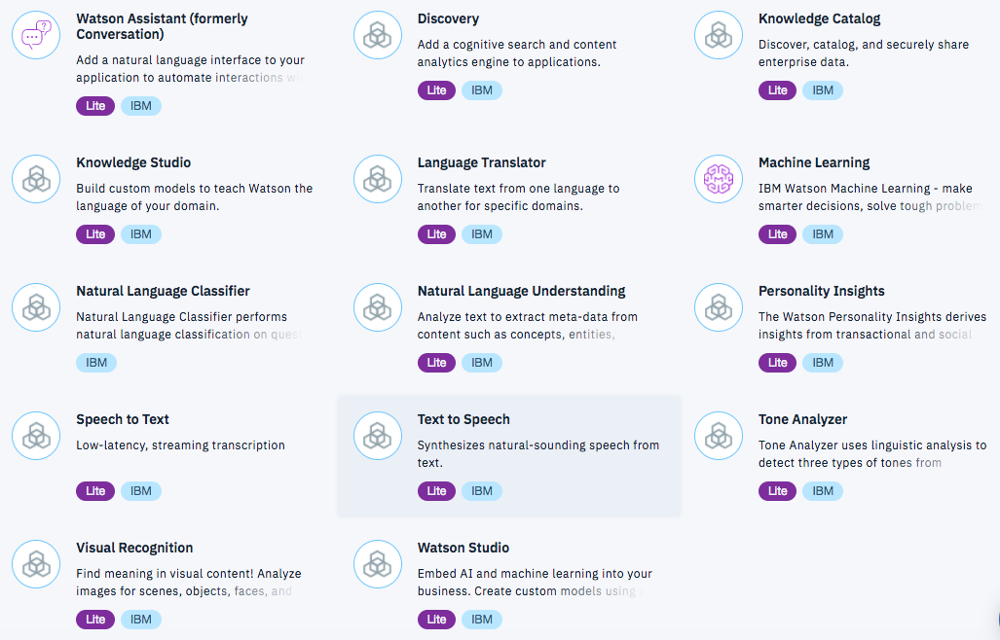 Watson Assistant (formerly
Conversation)
Add a natural language interface to your
application to automate interactions
Lite IBM
Discovery
Add a cognitive search and content
analytics engine to applications.
Lite IBM
Knowledge Catalog
Discover, catalog, and securely share
enterprise data.
Lite IBM
Knowledge Studio
Build custom models to teach Watson the
language of your domain.
Lite IBM
Language Translator
Translate text from one language to
another for specific domains.
Lite IBM
Machine Learning
IBM Watson Machine Learning - make
smarter decisions, solve tough problem
Lite IBM
Natural Language Classifier
Natural Language Classifier performs
natural language classification on quest
IBM
Natural Language Understanding
Analyze text to extract meta-data from
content such as concepts, entities,
Lite IBM
Personality Insights
The Watson Personality Insights derives
insights from transactional and social
Lite IBM
Speech to Text
Low-latency, streaming transcription
Lite IBM
Text to Speech
Synthesizes natural-sounding speech from
text.
Lite IBM
Tone Analyzer
Tone Analyzer uses linguistic analysis to
detect three types of tones from
Lite IBM
Visual Recognition
Find meaning in visual content! Analyze
images for scenes, objects, faces, and
Lite IBM
Watson Studio
Embed AI and machine learning into your
business. Create custom models using
Lite IBM